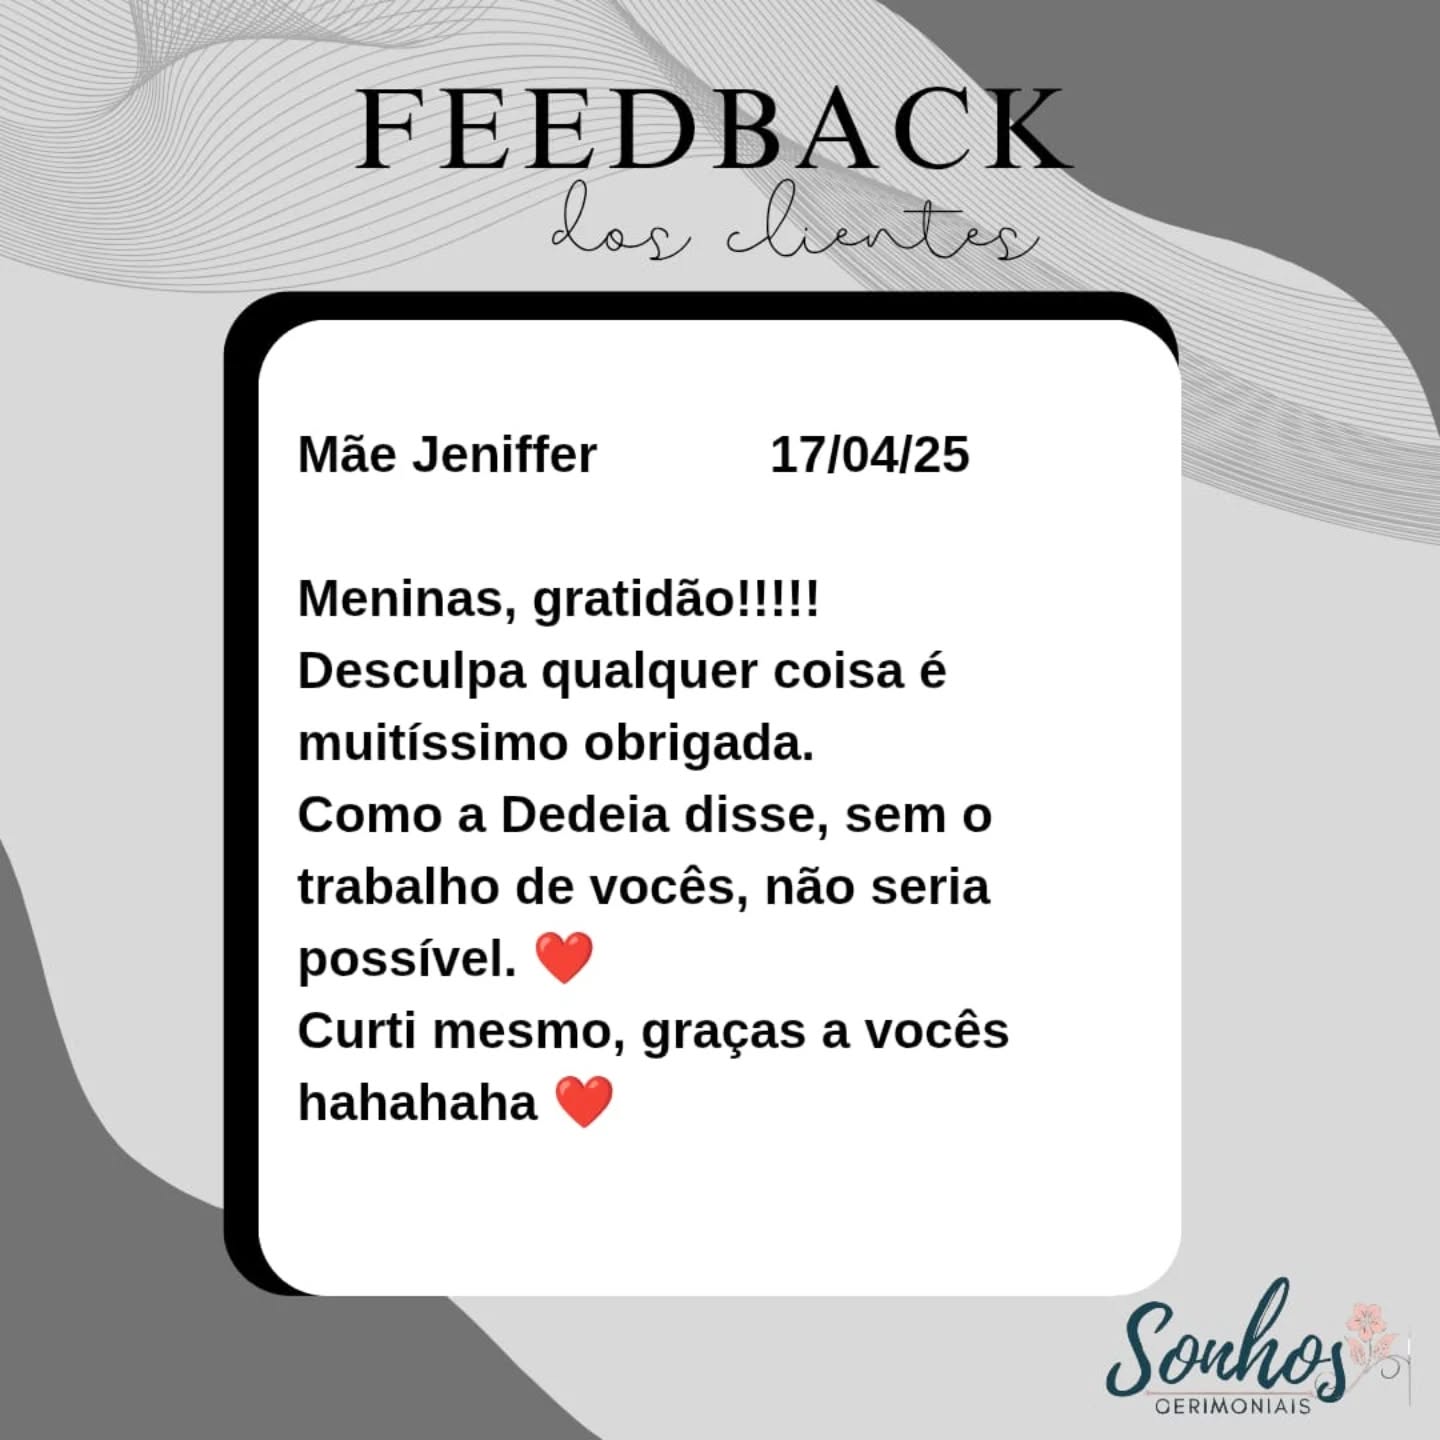 FEEDBACK
dos clientes
Mãe Jeniffer 17/04/25
Meninas, gratidão!!!!!
Desculpa qualquer coisa é
muitíssimo obrigada.
Como a Dedeia disse, sem o
trabalho de vocês, não seria
possível. ❤️
Curti mesmo, graças a vocês
hahahaha ❤️
Sonhos
CERIMONIAIS